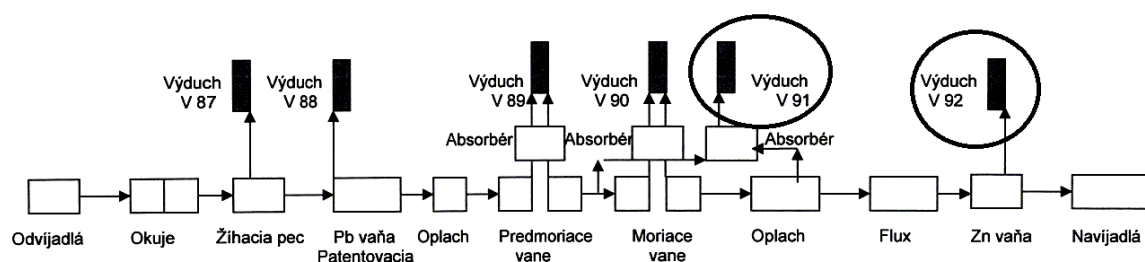 Výduch
V 87
Výduch
V 88
Výduch
V 89
Výduch
V 90
Výduch
V 91
Výduch
V 92
Absorbér
Absorbér
Absorbér
Odvíjadlá
Okuje
Žíhacia pec
Pb vaňa
Patentovacia
Oplach
Predmoriace
vane
Moriace
vane
Oplach
Flux
Zn vaňa
Navíjadlá